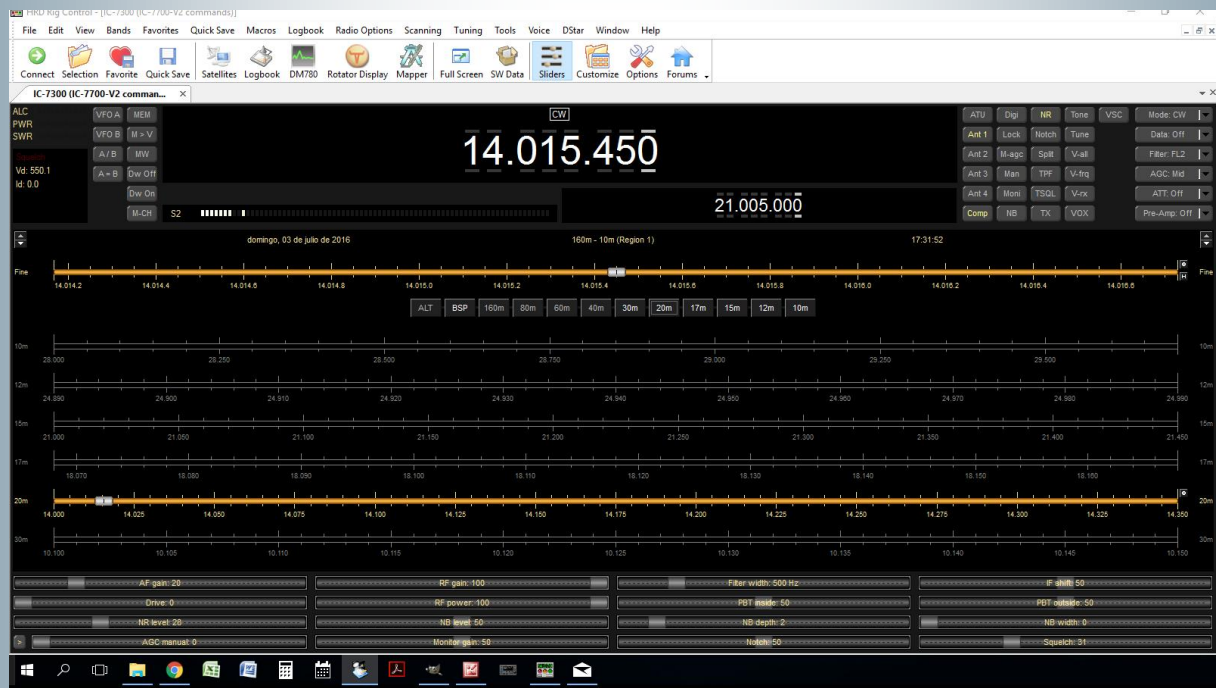 HRD Rig Control - [IC-7300 (IC-7700-V2 commands)]
File Edit View Bands Favorites Quick Save Macros Logbook Radio Options Scanning Tuning Tools Voice DStar Window Help
Connect Selection Favorite Quick Save Satellites Logbook DM780 Rotator Display Mapper Full Screen SW Data Sliders Customize Options Forums
IC-7300 (IC-7700-V2 comman...
ALC VFO A MEM CW ATU Digi NR Tone VSC Mode: CW
PWR
SWR VFO B M > V 14.015.450 Ant 1 Lock Notch Tune Data: Off
Squelch A / B MW Ant 2 M-agc Split V-all Filter: FL2
Vd: 550.1 A = B Dw Off Ant 3 Man TPF V-frq AGC: Mid
Id: 0.0
Dw On 21.005.000 Ant 4 Moni TSQL V-rx ATT: Off
M-CH S2 Comp NB TX VOX Pre-Amp: Off
domingo, 03 de julio de 2016 160m - 10m (Region 1) 17:31:52
Fine Fine
14.014.2 14.014.4 14.014.6 14.014.8 14.015.0 14.015.2 14.015.4 14.015.6 14.015.8 14.016.0 14.016.2 14.016.4 14.016.6
ALT BSP 160m 80m 60m 40m 30m 20m 17m 15m 12m 10m
10m 10m
28.000 28.250 28.500 28.750 29.000 29.250 29.500
12m 12m
24.890 24.900 24.910 24.920 24.930 24.940 24.950 24.960 24.970 24.980 24.990
15m 15m
21.000 21.050 21.100 21.150 21.200 21.250 21.300 21.350 21.400 21.450
17m 17m
18.070 18.080 18.090 18.100 18.110 18.120 18.130 18.140 18.150 18.160
20m 20m
14.000 14.025 14.050 14.075 14.100 14.125 14.150 14.175 14.200 14.225 14.250 14.275 14.300 14.325 14.350
30m 30m
10.100 10.105 10.110 10.115 10.120 10.125 10.130 10.135 10.140 10.145 10.150
AF gain: 20 RF gain: 100 Filter width: 500 Hz IF shift: 50
Drive: 0 RF power: 100 PBT inside: 50 PBT outside: 50
NR level: 28 NB level: 50 NB depth: 2 NB width: 0
> AGC manual: 0 Monitor gain: 50 Notch: 50 Squelch: 31